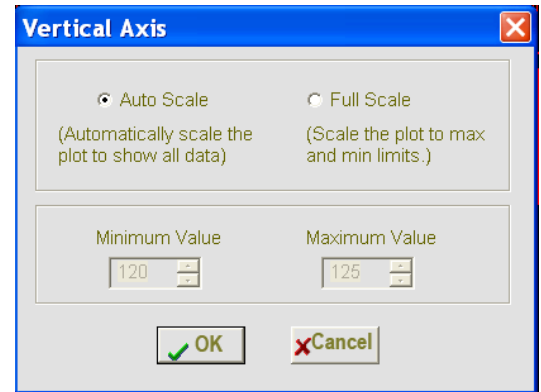 Vertical Axis
Auto Scale
Full Scale
(Automatically scale the
plot to show all data)
(Scale the plot to max
and min limits.)
Minimum Value
Maximum Value
120
125
OK
Cancel